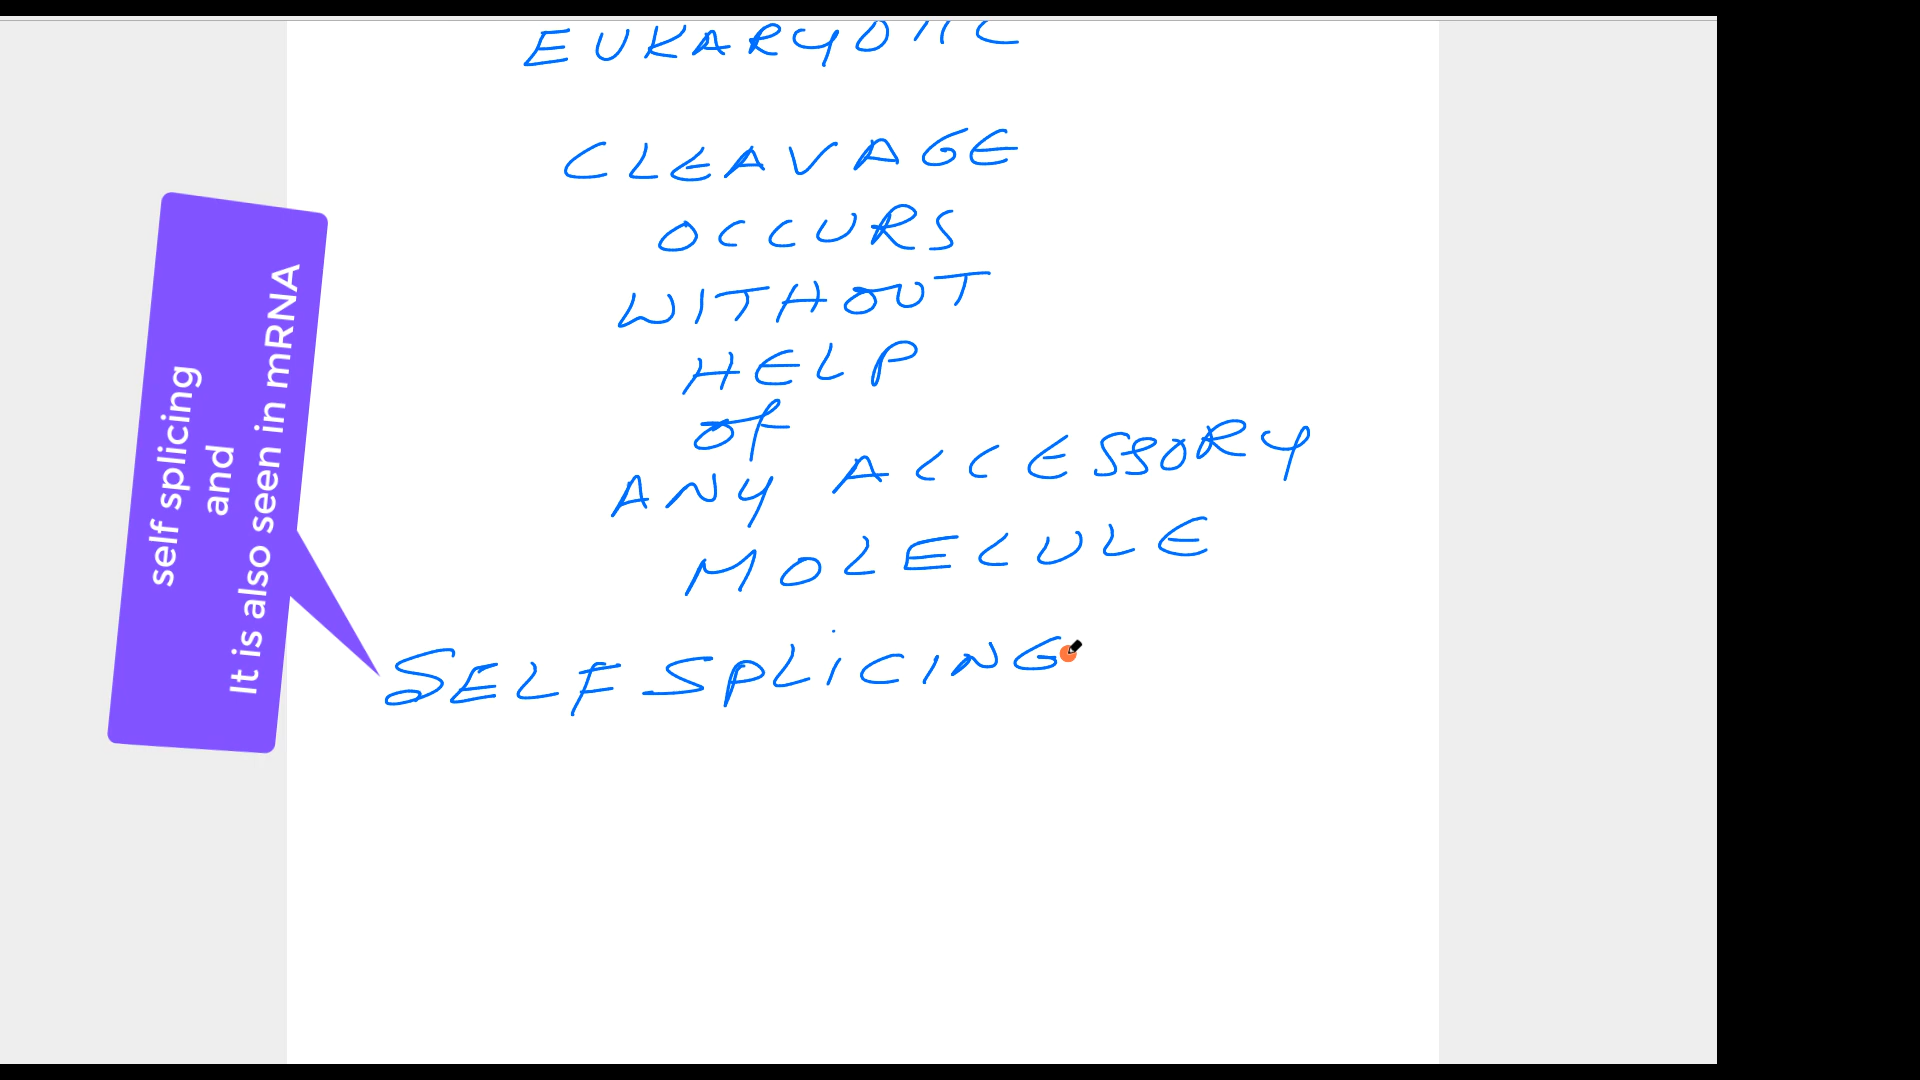 EUKARYOTIC
CLEAVAGE
OCCURS
WITHOUT
HELP
of
ANY ACCESSORY
MOLECULE
SELF SPLICING
self splicing
and
It is also seen in mRNA